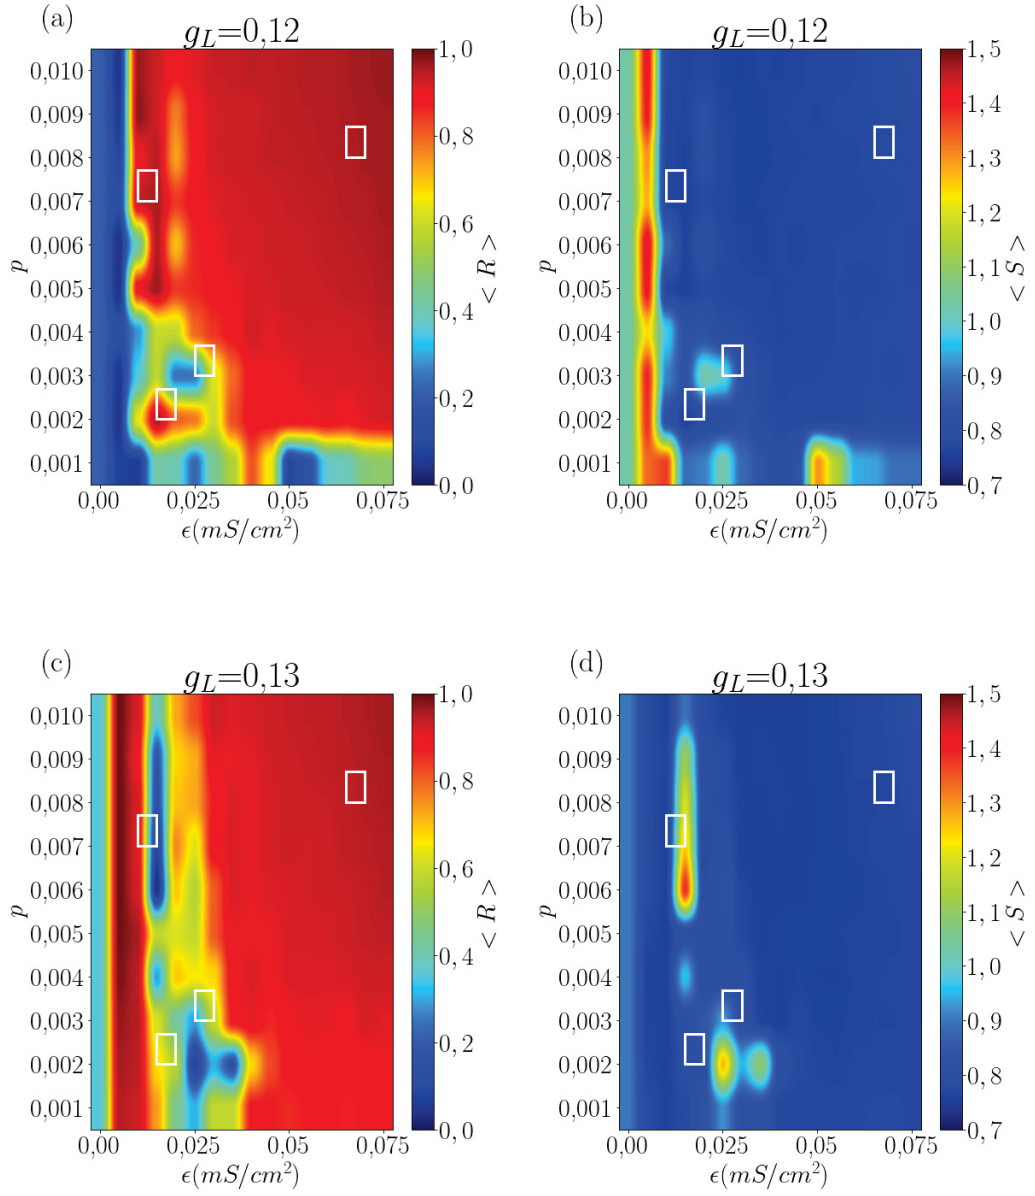 (a)
g_L=0,12
p
0,010
0,009
0,008
0,007
0,006
0,005
0,004
0,003
0,002
0,001
0,00 0,025 0,05 0,075
ϵ(mS/cm²)
1,0
0,8
0,6
0,4
0,2
0,0
< R >
(b)
g_L=0,12
p
0,010
0,009
0,008
0,007
0,006
0,005
0,004
0,003
0,002
0,001
0,00 0,025 0,05 0,075
ϵ(mS/cm²)
1,5
1,4
1,3
1,2
1,1
1,0
0,9
0,8
0,7
< S >
(c)
g_L=0,13
p
0,010
0,009
0,008
0,007
0,006
0,005
0,004
0,003
0,002
0,001
0,00 0,025 0,05 0,075
ϵ(mS/cm²)
1,0
0,8
0,6
0,4
0,2
0,0
< R >
(d)
g_L=0,13
p
0,010
0,009
0,008
0,007
0,006
0,005
0,004
0,003
0,002
0,001
0,00 0,025 0,05 0,075
ϵ(mS/cm²)
1,5
1,4
1,3
1,2
1,1
1,0
0,9
0,8
0,7
< S >